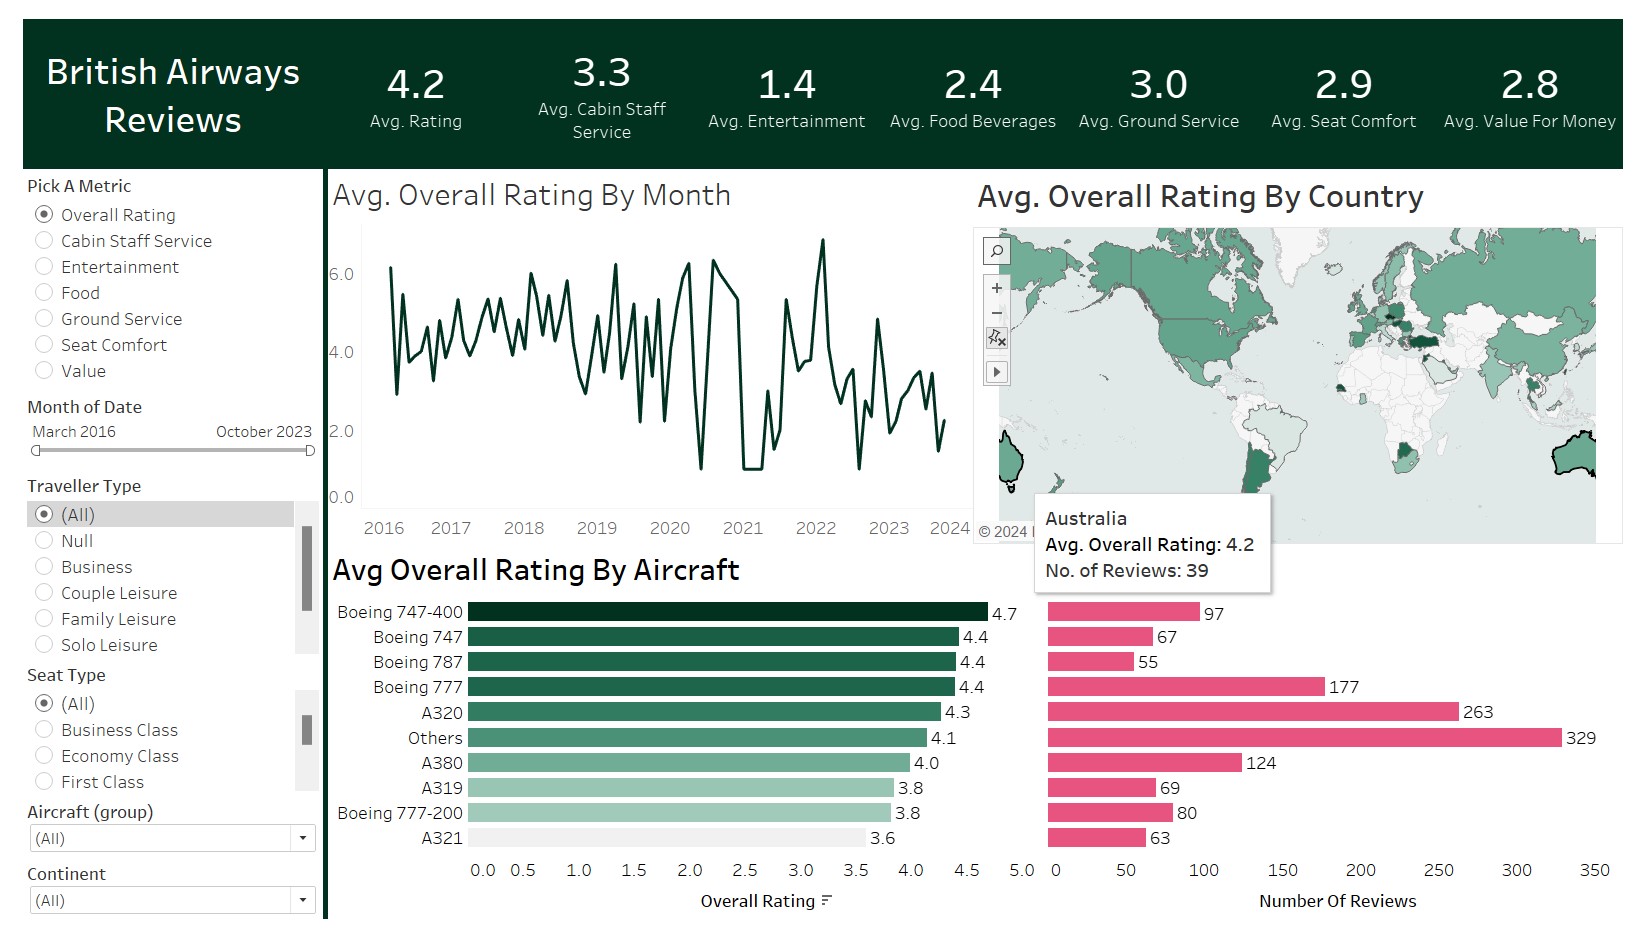 British Airways
Reviews
4.2
Avg. Rating
3.3
Avg. Cabin Staff
Service
1.4
Avg. Entertainment
2.4
Avg. Food Beverages
3.0
Avg. Ground Service
2.9
Avg. Seat Comfort
2.8
Avg. Value For Money
Pick A Metric
Overall Rating
Cabin Staff Service
Entertainment
Food
Ground Service
Seat Comfort
Value
Month of Date
March 2016 October 2023
Traveller Type
(All)
Null
Business
Couple Leisure
Family Leisure
Solo Leisure
Seat Type
(All)
Business Class
Economy Class
First Class
Aircraft (group)
(All)
Continent
(All)
Avg. Overall Rating By Month
6.0
4.0
2.0
0.0
2016 2017 2018 2019 2020 2021 2022 2023 2024
Avg. Overall Rating By Country
© 2024
Australia
Avg. Overall Rating: 4.2
No. of Reviews: 39
Avg Overall Rating By Aircraft
Boeing 747-400 4.7 97
Boeing 747 4.4 67
Boeing 787 4.4 55
Boeing 777 4.4 177
A320 4.3 263
Others 4.1 329
A380 4.0 124
A319 3.8 69
Boeing 777-200 3.8 80
A321 3.6 63
0.0 0.5 1.0 1.5 2.0 2.5 3.0 3.5 4.0 4.5 5.0
Overall Rating
0 50 100 150 200 250 300 350
Number Of Reviews